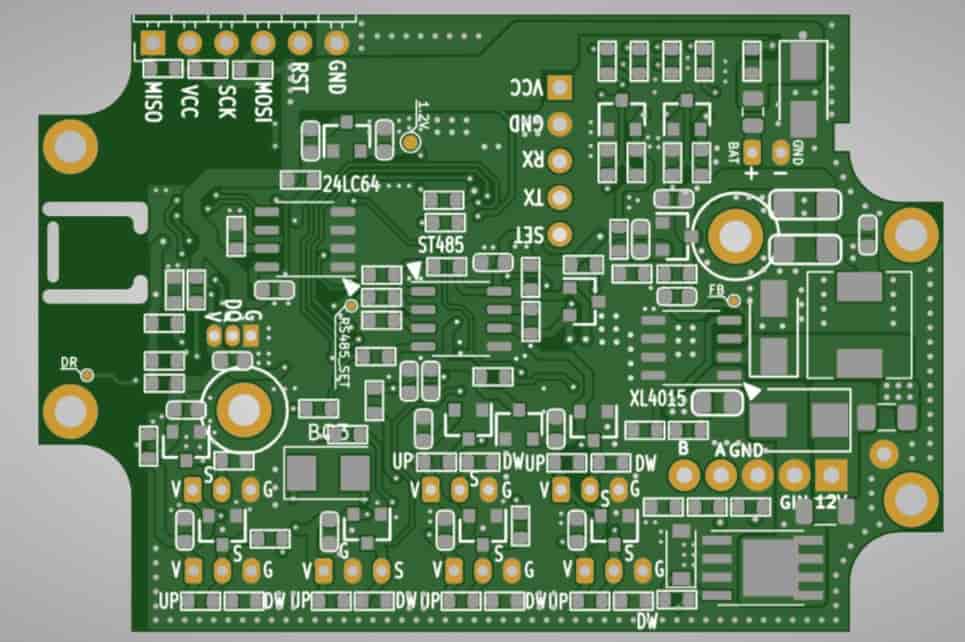 MISO VCC SCK MOSI RST GND
1.2V
VCC
GND
RX
TX
SET
BAT GND
+ −
24LC64
ST485
V DQ G
RS485_SET
FB
DR
XL4015
B A GND
GIN 12V
UP DW UP DW
S
V G V S G V S G
S G S S
V G V S V G V G
UP DW UP DW UP DW UP DW